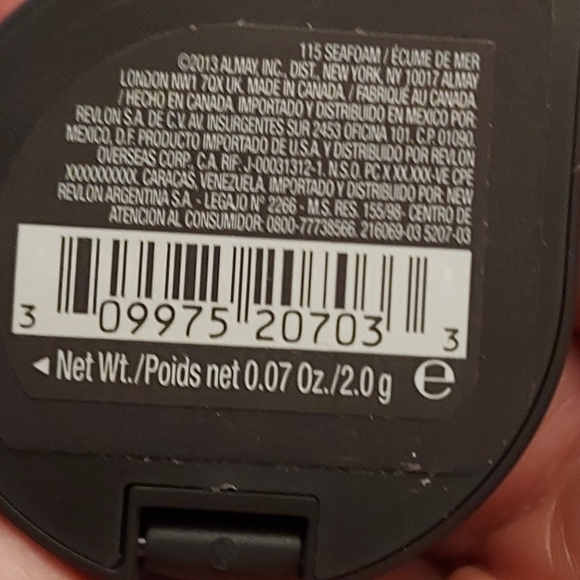 115 SEAFOAM / ÉCUME DE MER
©2013 ALMAY, INC., DIST. NEW YORK, NY 10017 ALMAY
LONDON NW1 7QX UK. MADE IN CANADA / FABRIQUÉ AU CANADA
/ HECHO EN CANADA. IMPORTADO Y DISTRIBUIDO EN MEXICO POR:
REVLON S.A. DE C.V. AV. INSURGENTES SUR 2453 OFICINA 101, C.P. 01090,
MEXICO, D.F. PRODUCTO IMPORTADO DE U.S.A. Y DISTRIBUIDO POR REVLON
OVERSEAS CORP., C.A. RIF: J-00031312-1. N.S.O. PC X XX.XXX-VE CPE
XXXXXXXXXX. CARACAS, VENEZUELA. IMPORTADO Y DISTRIBUIDO POR: NEW
REVLON ARGENTINA S.A. - LEGAJO N° 2266 - M.S. RES. 155/98- CENTRO DE
ATENCION AL CONSUMIDOR: 0800-77738566. 216069-03 5207-03
3 09975 20703 3
◄ Net Wt./Poids net 0.07 Oz./2.0 g ℮